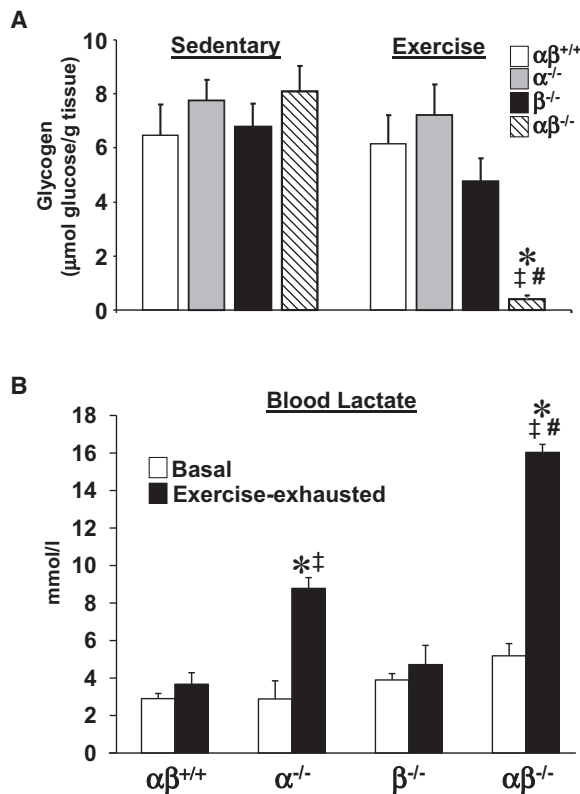 A
Sedentary
Exercise
αβ+/+
α-/-
β-/-
αβ-/-
Glycogen
(μmol glucose/g tissue)
10
8
6
4
2
0
*
‡ #
B
Blood Lactate
Basal
Exercise-exhausted
mmol/l
18
16
14
12
10
8
6
4
2
0
*‡
*
‡ #
αβ+/+ α-/- β-/- αβ-/-